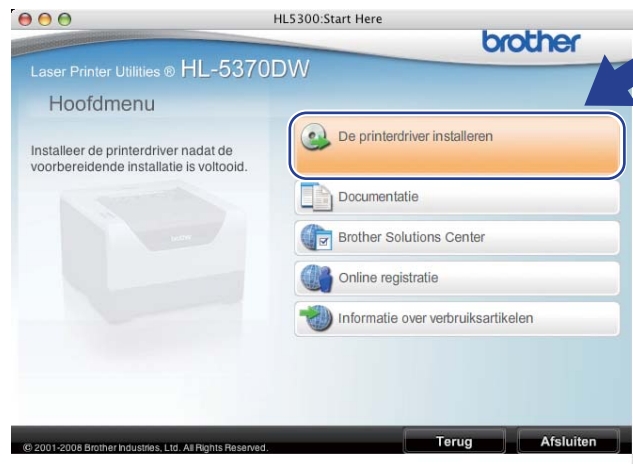 HL5300:Start Here
brother
Laser Printer Utilities ® HL-5370DW
Hoofdmenu
Installeer de printerdriver nadat de
voorbereidende installatie is voltooid.
De printerdriver installeren
Documentatie
Brother Solutions Center
Online registratie
Informatie over verbruiksartikelen
© 2001-2008 Brother Industries, Ltd. All Rights Reserved.
Terug
Afsluiten